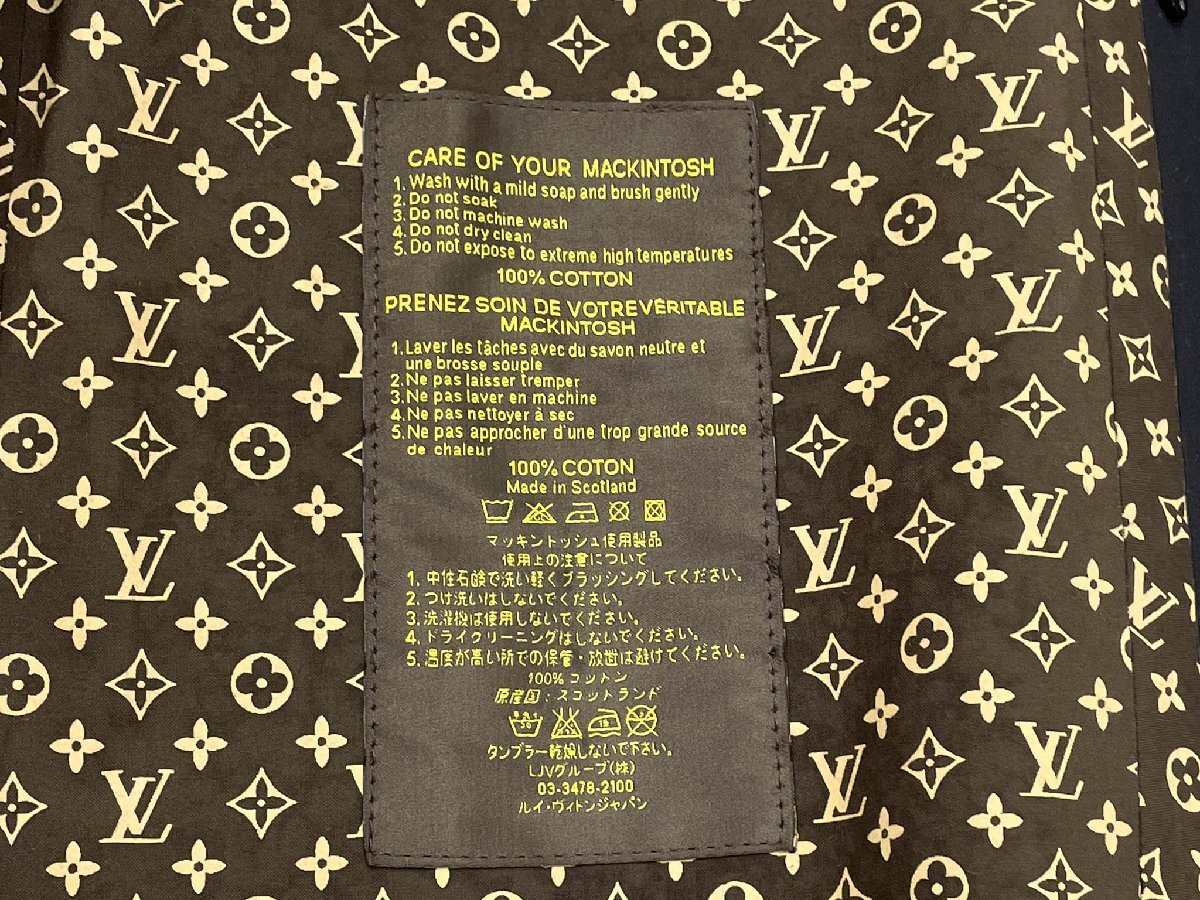 CARE OF YOUR MACKINTOSH
1. Wash with a mild soap and brush gently
2. Do not soak
3. Do not machine wash
4. Do not dry clean
5. Do not expose to extreme high temperatures
100% COTTON
PRENEZ SOIN DE VOTRE VÉRITABLE
MACKINTOSH
1. Laver les tâches avec du savon neutre et
une brosse souple
2. Ne pas laisser tremper
3. Ne pas laver en machine
4. Ne pas nettoyer à sec
5. Ne pas approcher d'une trop grande source
de chaleur
100% COTON
Made in Scotland
マッキントッシュ使用製品
使用上の注意について
1. 中性石鹸で洗い軽くブラッシングしてください。
2. つけ洗いはしないでください。
3. 洗濯機は使用しないでください。
4. ドライクリーニングはしないでください。
5. 温度が高い所での保管・放置は避けてください。
100% コットン
原産国:スコットランド
タンブラー乾燥しないで下さい。
LJVグループ(株)
03-3478-2100
ルイ・ヴィトンジャパン